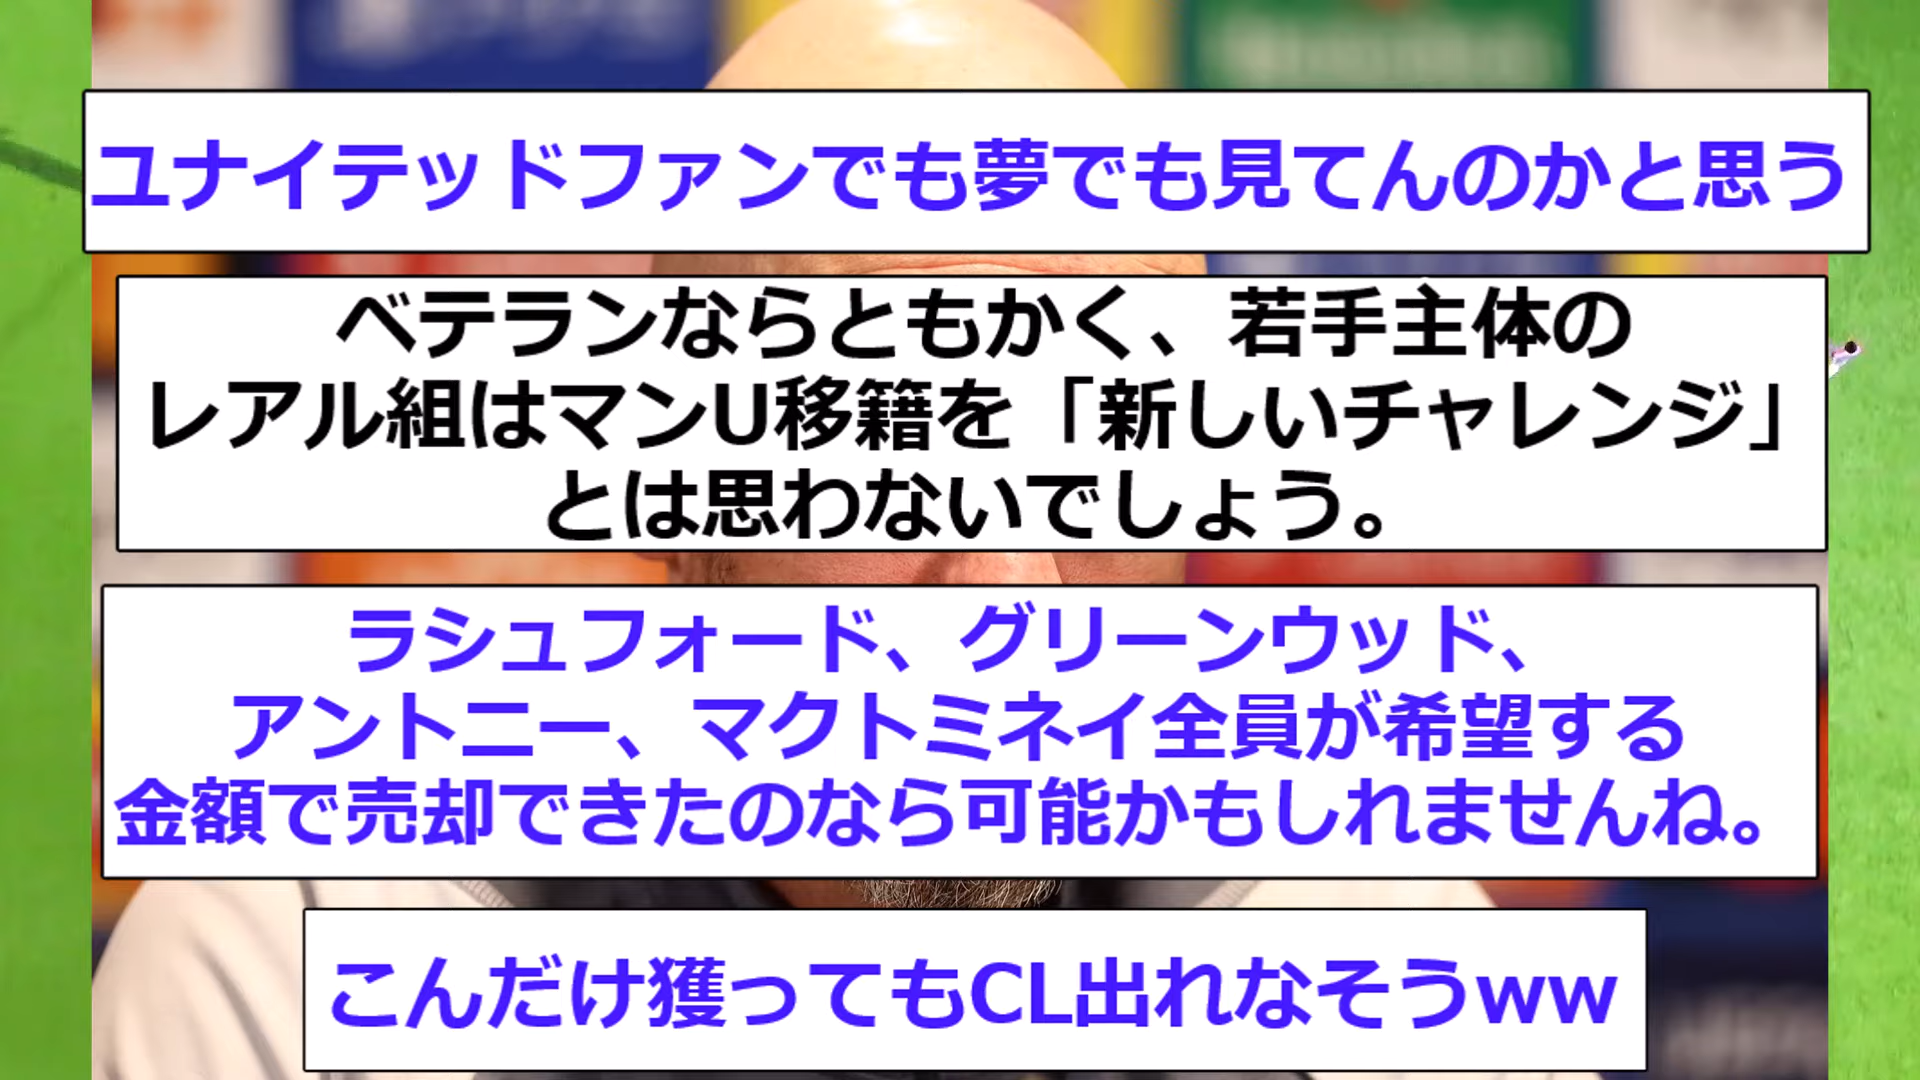 ユナイテッドファンでも夢でも見てんのかと思う
ベテランならともかく、若手主体の
レアル組はマンU移籍を「新しいチャレンジ」
とは思わないでしょう。
ラシュフォード、グリーンウッド、
アントニー、マクトミネイ全員が希望する
金額で売却できたのなら可能かもしれませんね。
こんだけ獲ってもCL出れなそうww